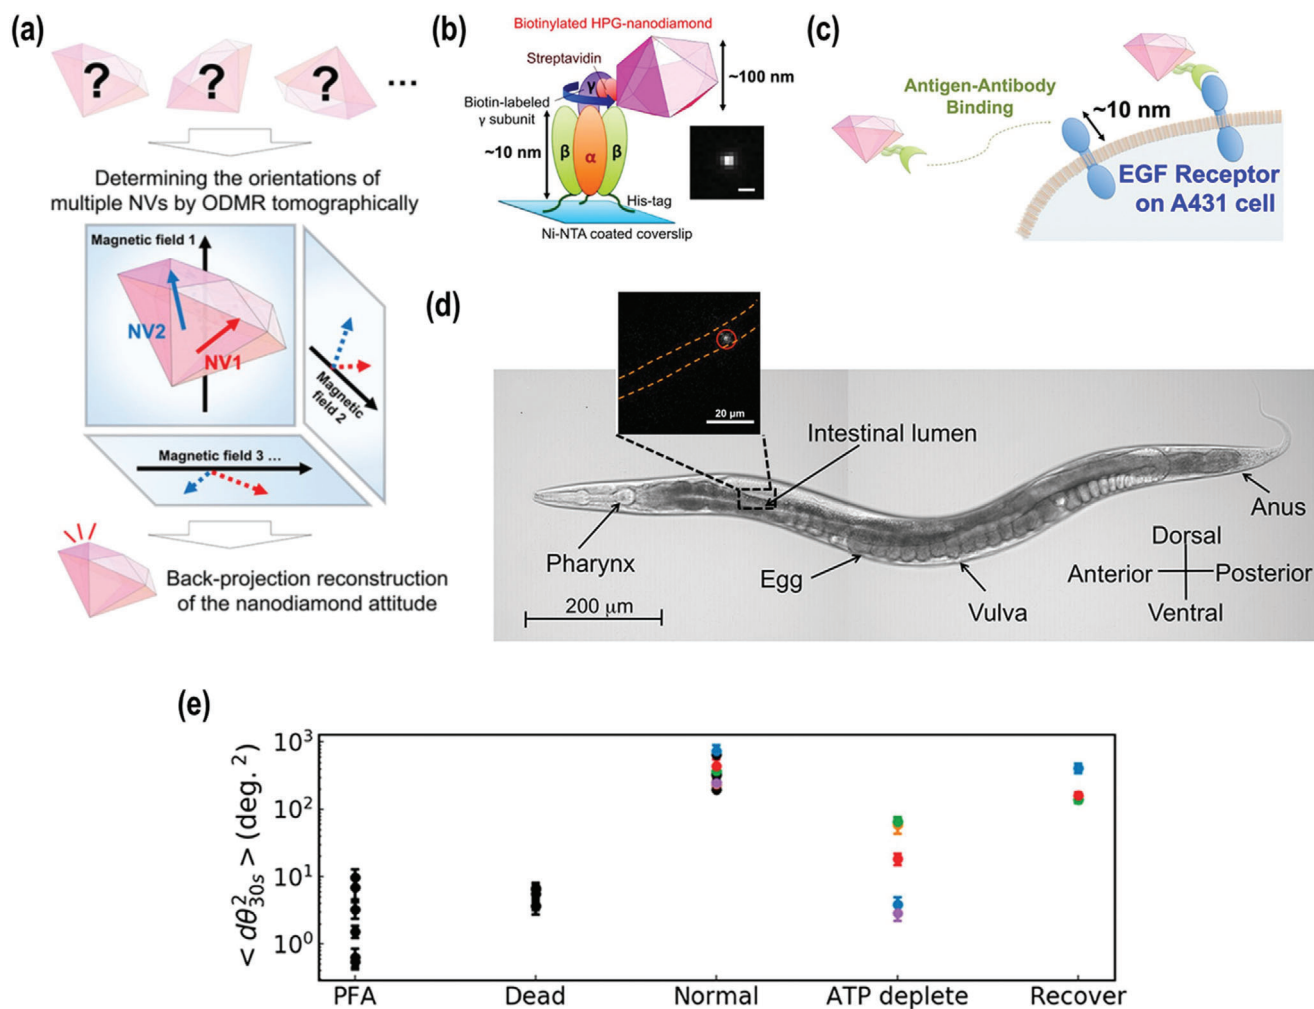 (a)
? ? ? ...
Determining the orientations of
multiple NVs by ODMR tomographically
Magnetic field 1
NV2
NV1
Magnetic
field 2
Magnetic field 3 ...
Back-projection reconstruction
of the nanodiamond attitude
(b)
Biotinylated HPG-nanodiamond
Streptavidin
γ
~100 nm
Biotin-labeled
γ subunit
~10 nm
β α β
His-tag
Ni-NTA coated coverslip
(c)
Antigen-Antibody
Binding
~10 nm
EGF Receptor
on A431 cell
(d)
20 µm
Intestinal lumen
Pharynx
Egg
Vulva
Anus
Dorsal
Anterior Posterior
Ventral
200 µm
(e)
< dθ²₃₀ₛ > (deg. ²)
10³
10²
10¹
10⁰
PFA Dead Normal ATP deplete Recover